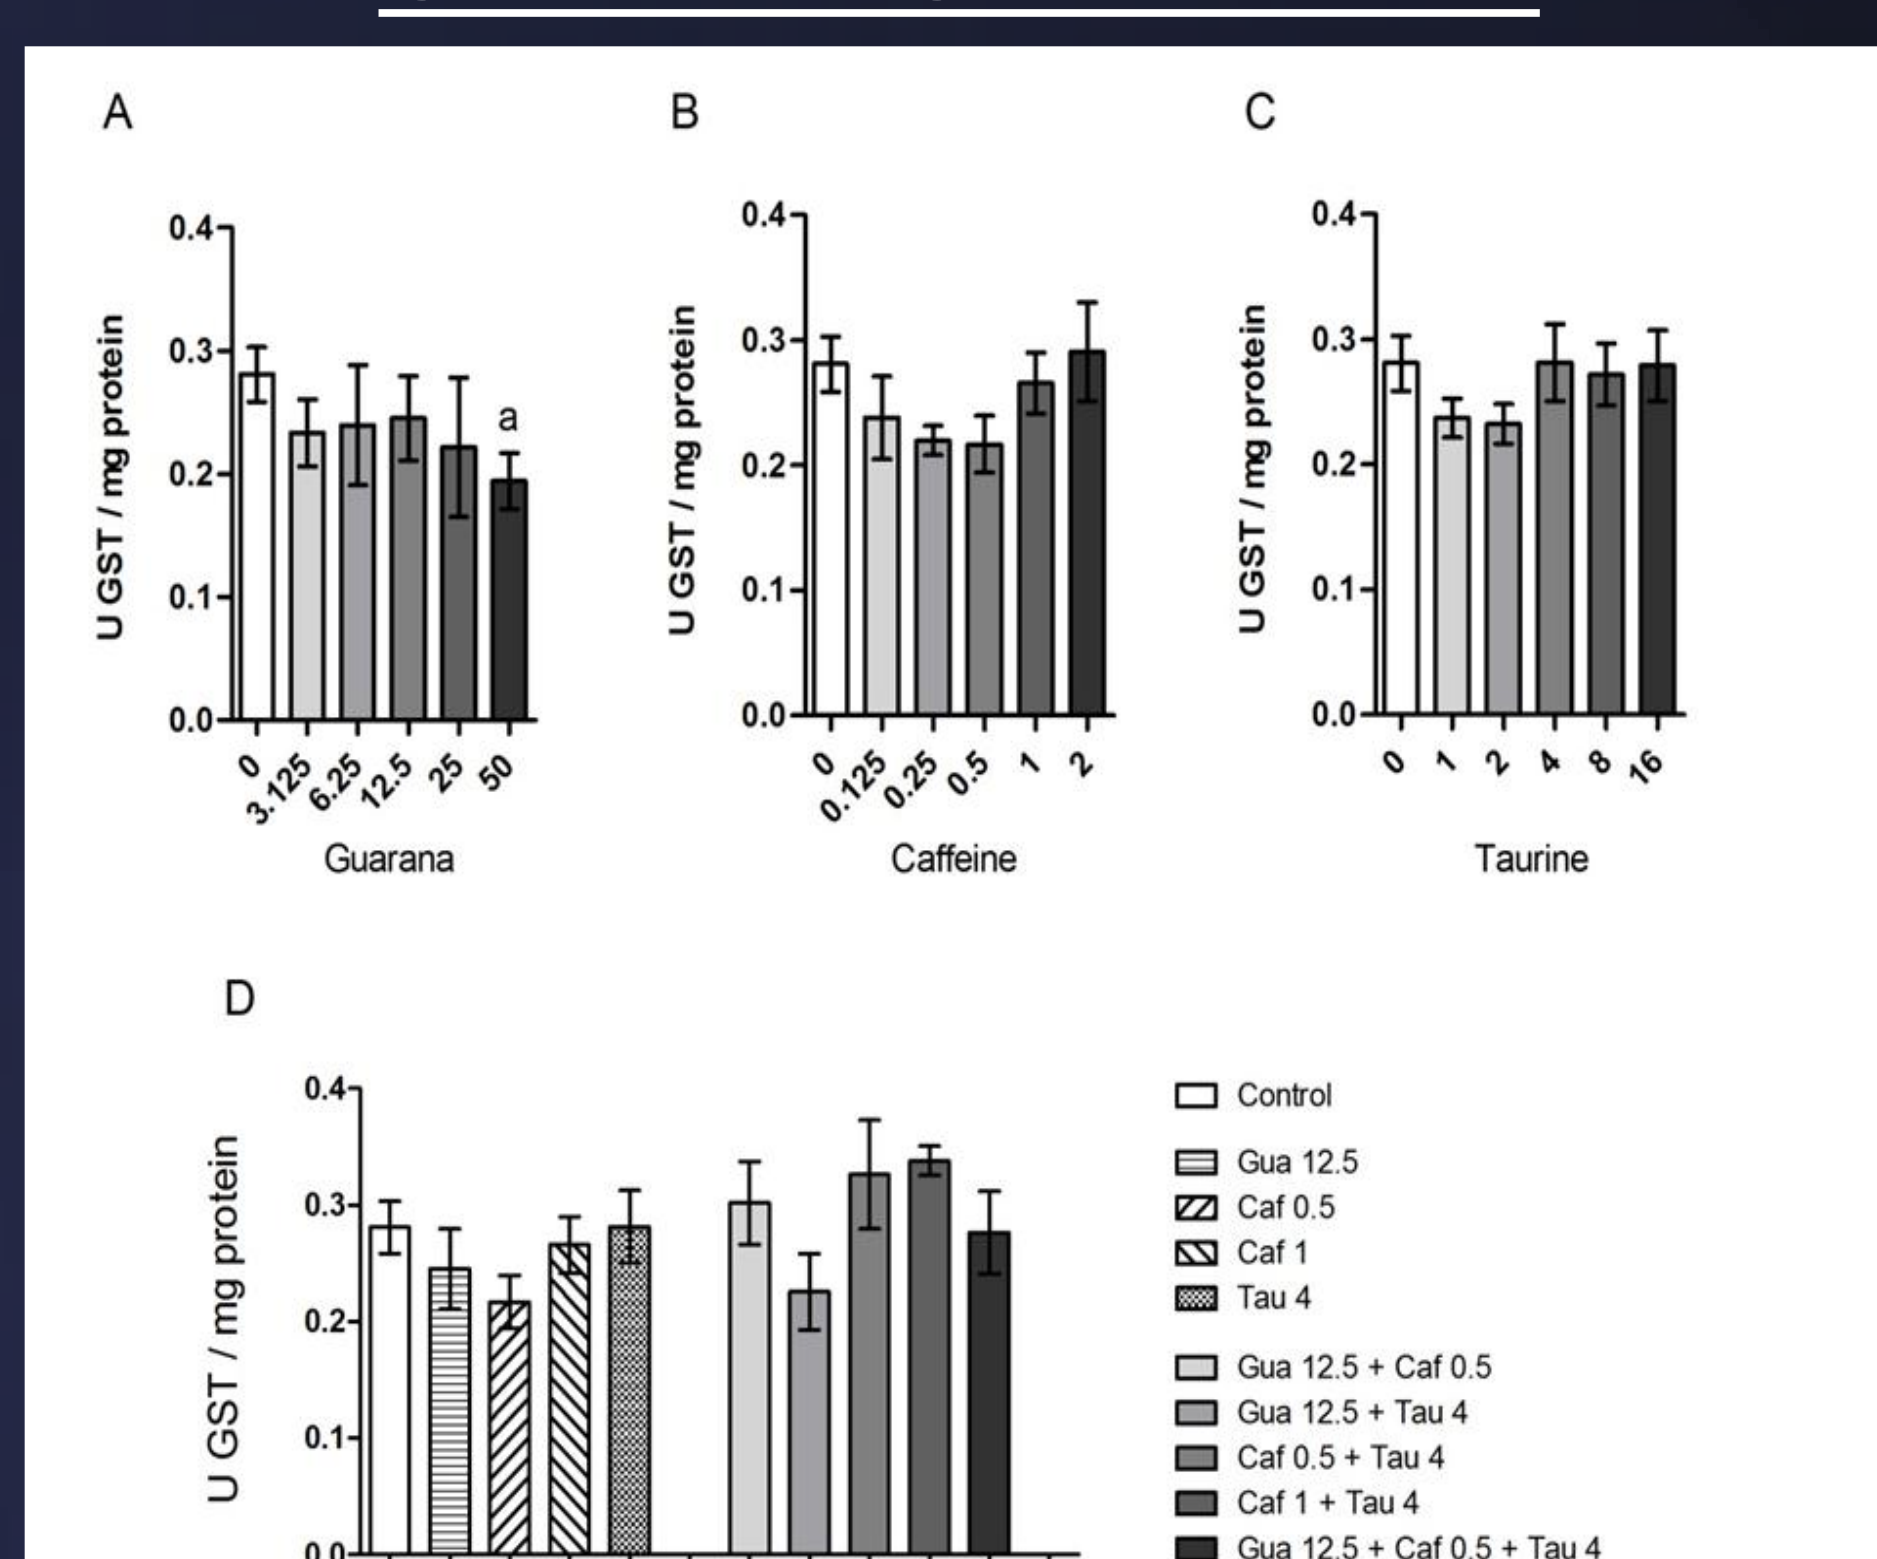 A
B
C
U GST / mg protein
0.4
0.3
0.2
0.1
0.0
a
0
3.125
6.25
12.5
25
50
Guarana
U GST / mg protein
0.4
0.3
0.2
0.1
0.0
0
0.125
0.25
0.5
1
2
Caffeine
U GST / mg protein
0.4
0.3
0.2
0.1
0.0
0
1
2
4
8
16
Taurine
D
U GST / mg protein
0.4
0.3
0.2
0.1
0.0
Control
Gua 12.5
Caf 0.5
Caf 1
Tau 4
Gua 12.5 + Caf 0.5
Gua 12.5 + Tau 4
Caf 0.5 + Tau 4
Caf 1 + Tau 4
Gua 12.5 + Caf 0.5 + Tau 4